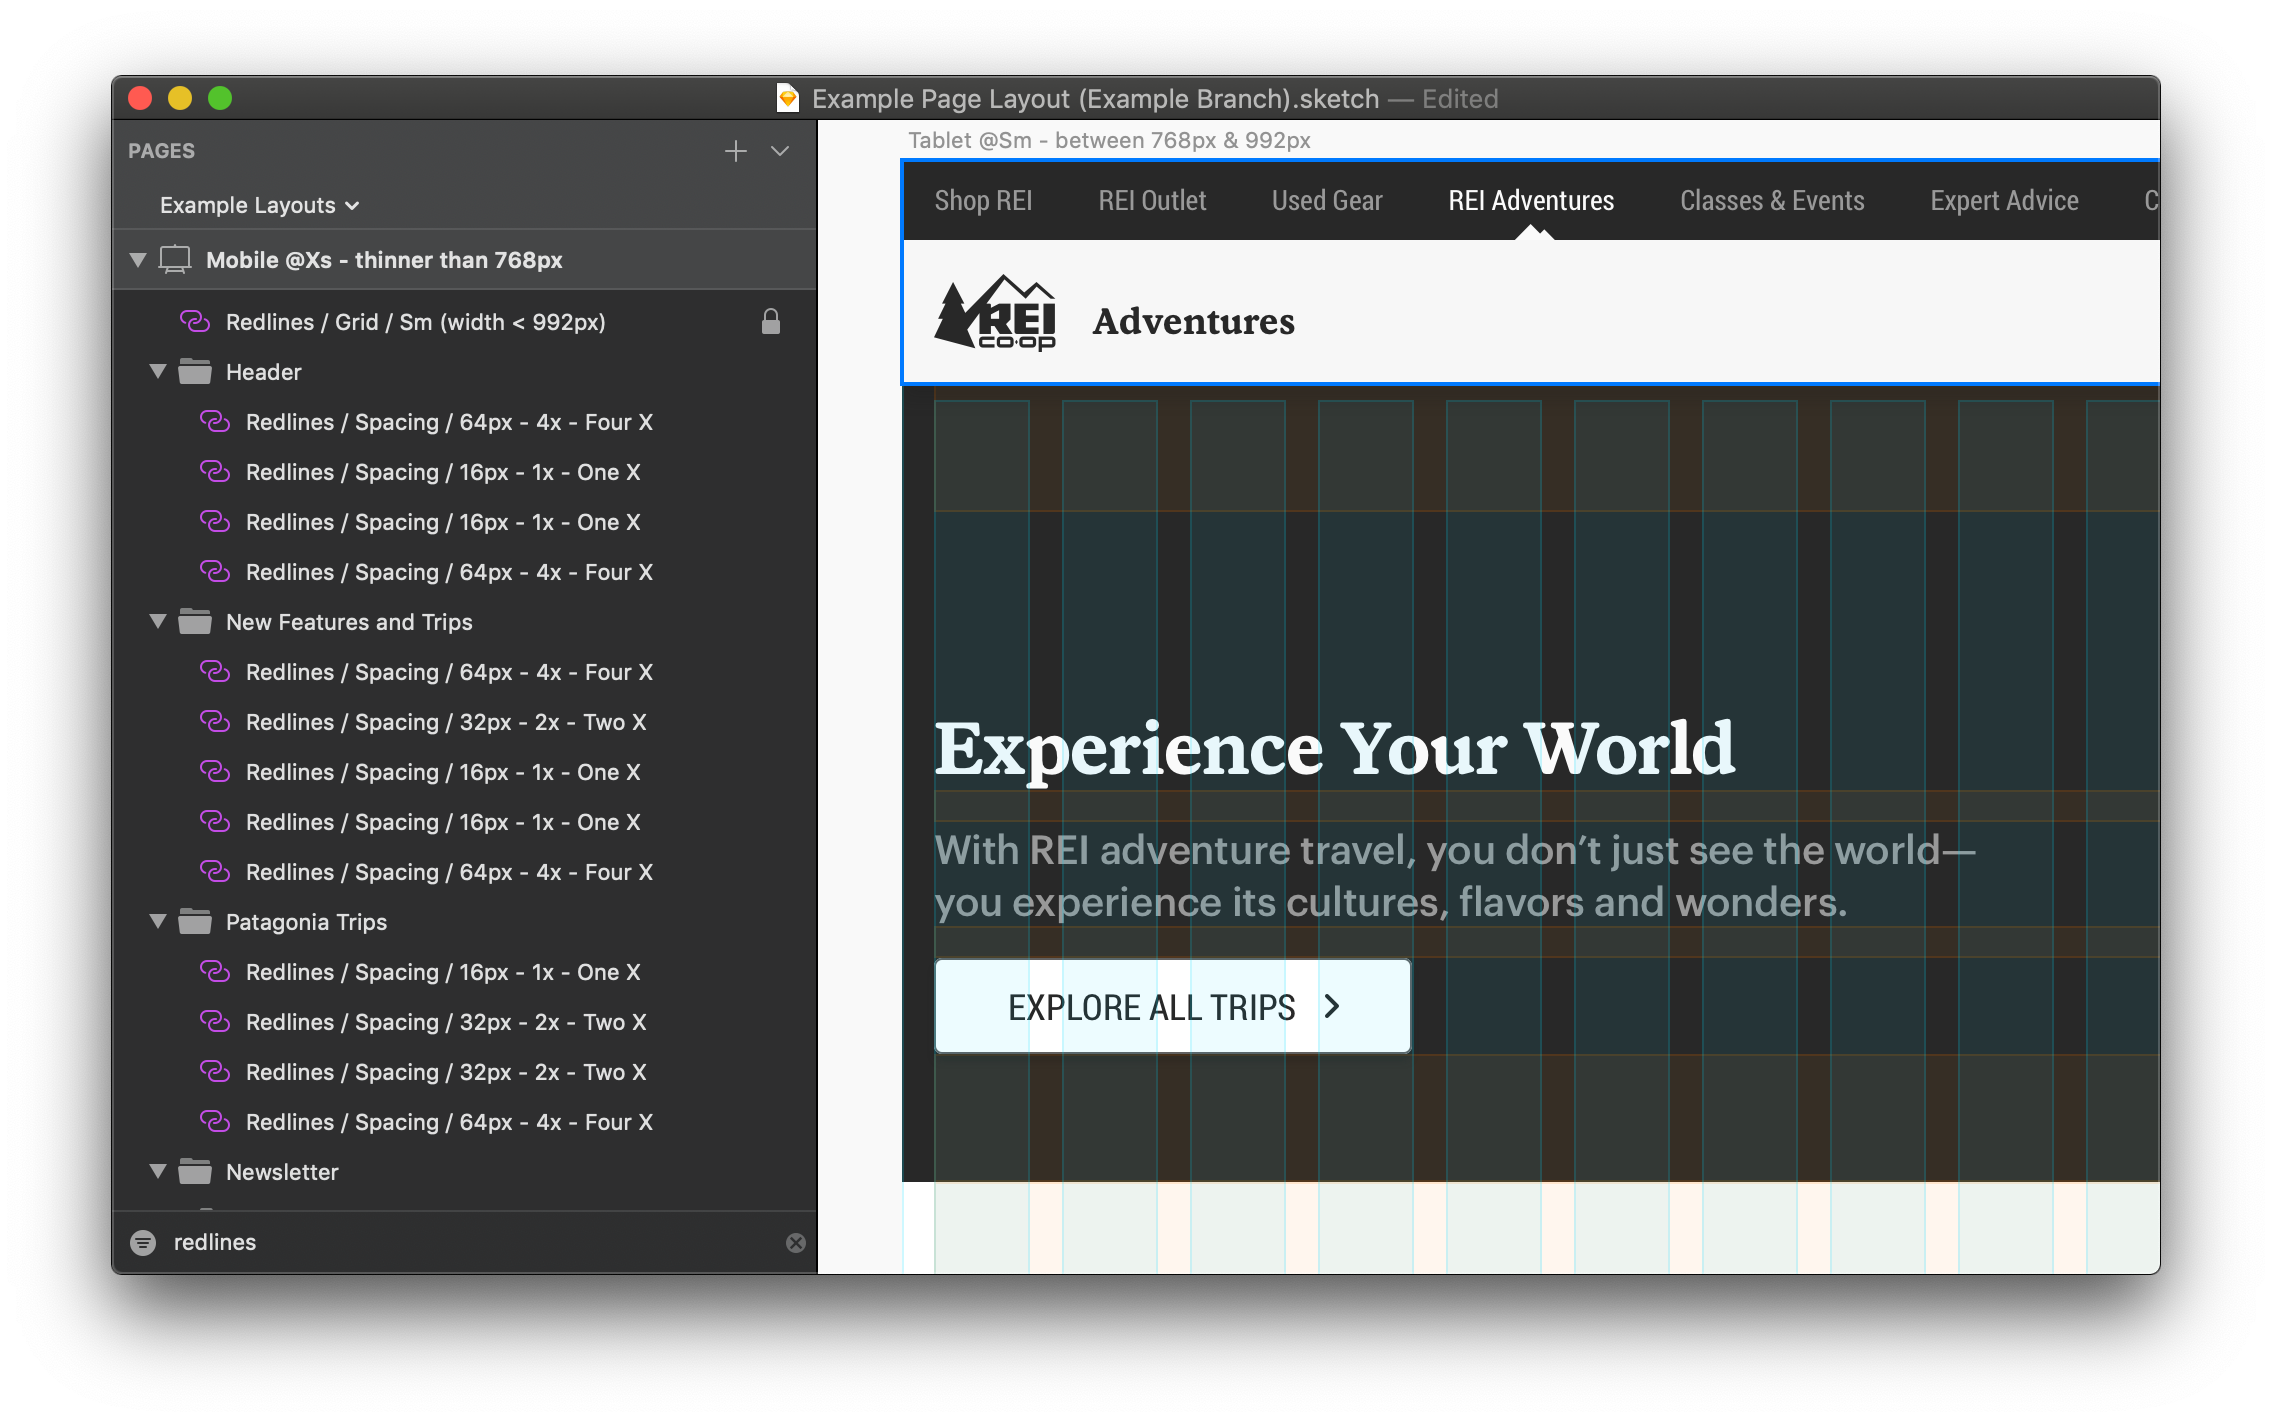 Example Page Layout (Example Branch).sketch — Edited
PAGES
Example Layouts
Mobile @Xs - thinner than 768px
Redlines / Grid / Sm (width < 992px)
Header
Redlines / Spacing / 64px - 4x - Four X
Redlines / Spacing / 16px - 1x - One X
Redlines / Spacing / 16px - 1x - One X
Redlines / Spacing / 64px - 4x - Four X
New Features and Trips
Redlines / Spacing / 64px - 4x - Four X
Redlines / Spacing / 32px - 2x - Two X
Redlines / Spacing / 16px - 1x - One X
Redlines / Spacing / 16px - 1x - One X
Redlines / Spacing / 64px - 4x - Four X
Patagonia Trips
Redlines / Spacing / 16px - 1x - One X
Redlines / Spacing / 32px - 2x - Two X
Redlines / Spacing / 32px - 2x - Two X
Redlines / Spacing / 64px - 4x - Four X
Newsletter
redlines
Tablet @Sm - between 768px & 992px
Shop REI REI Outlet Used Gear REI Adventures Classes & Events Expert Advice C
REI
CO·OP
Adventures
Experience Your World
With REI adventure travel, you don’t just see the world—
you experience its cultures, flavors and wonders.
EXPLORE ALL TRIPS